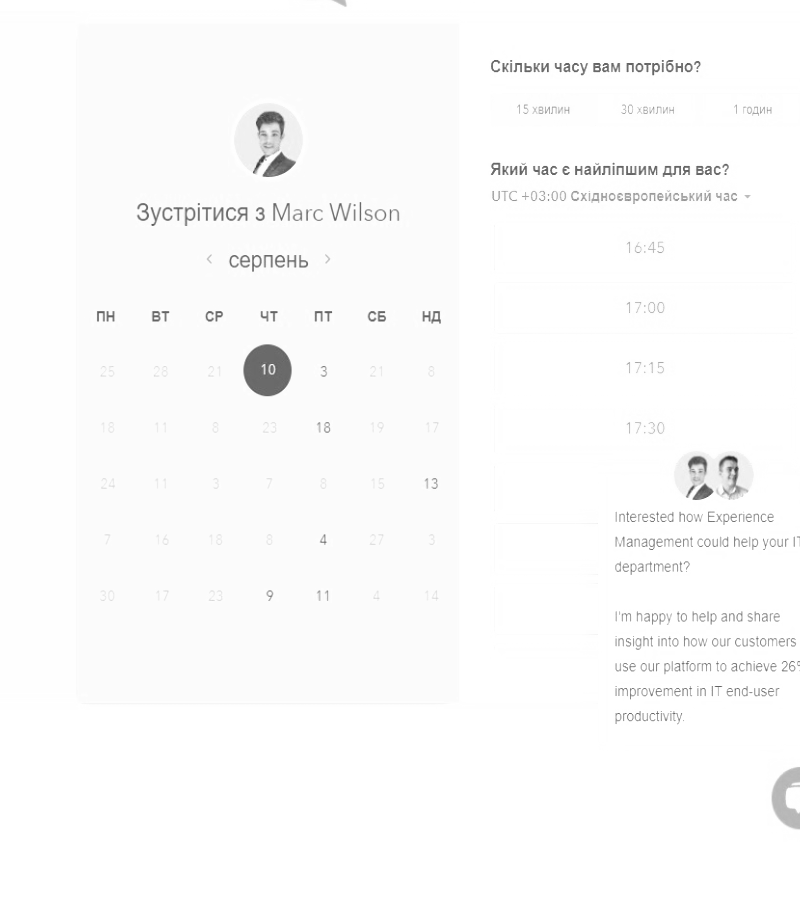 Зустрітися з Marc Wilson
серпень
ПН ВТ СР ЧТ ПТ СБ НД
25 28 21 10 3 21 8
18 11 8 23 18 19 17
24 11 3 7 8 15 13
7 16 18 8 4 27 3
30 17 23 9 11 4 14
Скільки часу вам потрібно?
15 хвилин 30 хвилин 1 годин
Який час є найліпшим для вас?
UTC +03:00 Східноєвропейський час
16:45
17:00
17:15
17:30
Interested how Experience
Management could help your IT
department?
I'm happy to help and share
insight into how our customers
use our platform to achieve 26%
improvement in IT end-user
productivity.